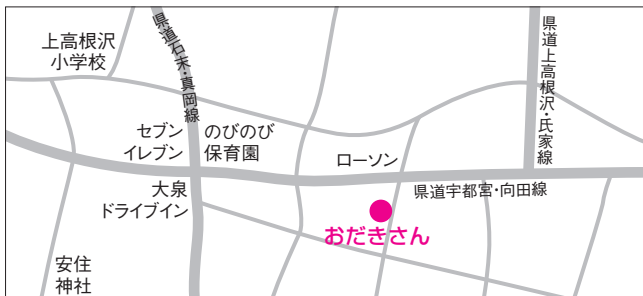 上高根沢
小学校
県道石末・真岡線
県道上高根沢・氏家線
セブン
イレブン
のびのび
保育園
ローソン
大泉
ドライブイン
県道宇都宮・向田線
おだきさん
安住
神社